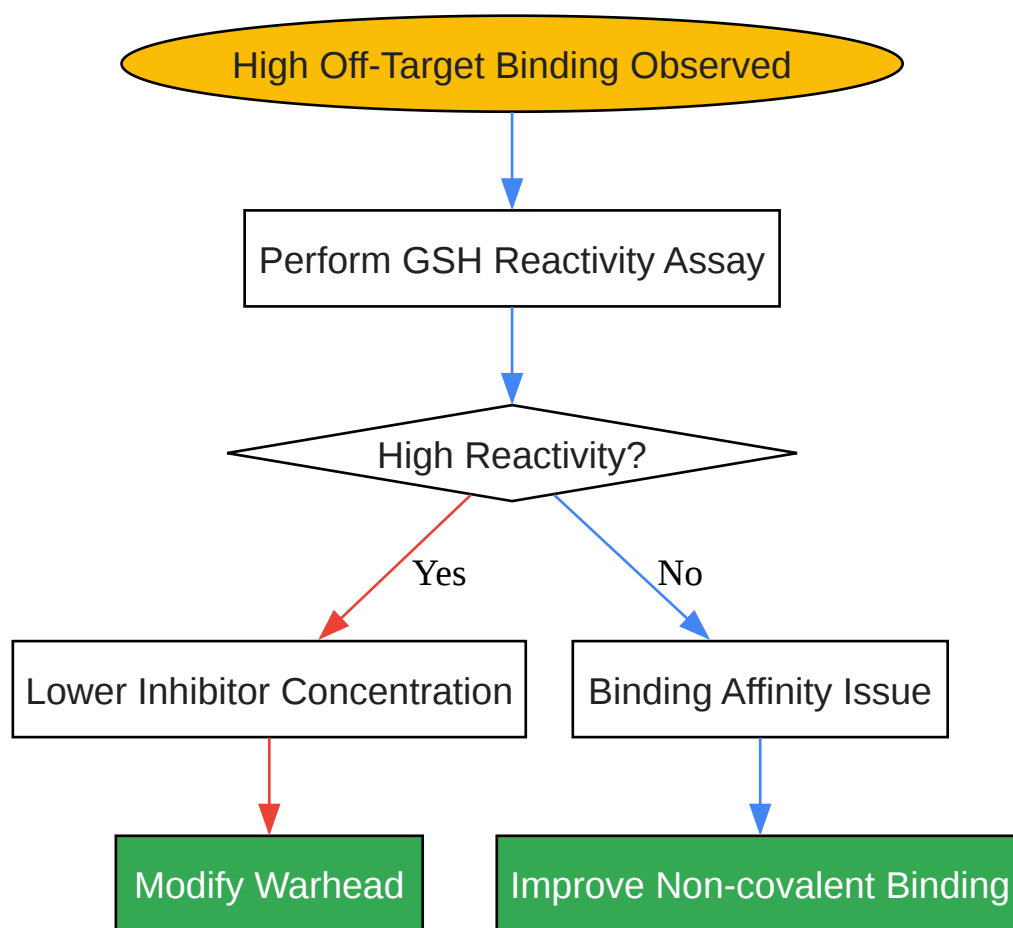 High Off-Target Binding Observed
Perform GSH Reactivity Assay
High Reactivity?
Yes
No
Lower Inhibitor Concentration
Binding Affinity Issue
Modify Warhead
Improve Non-covalent Binding